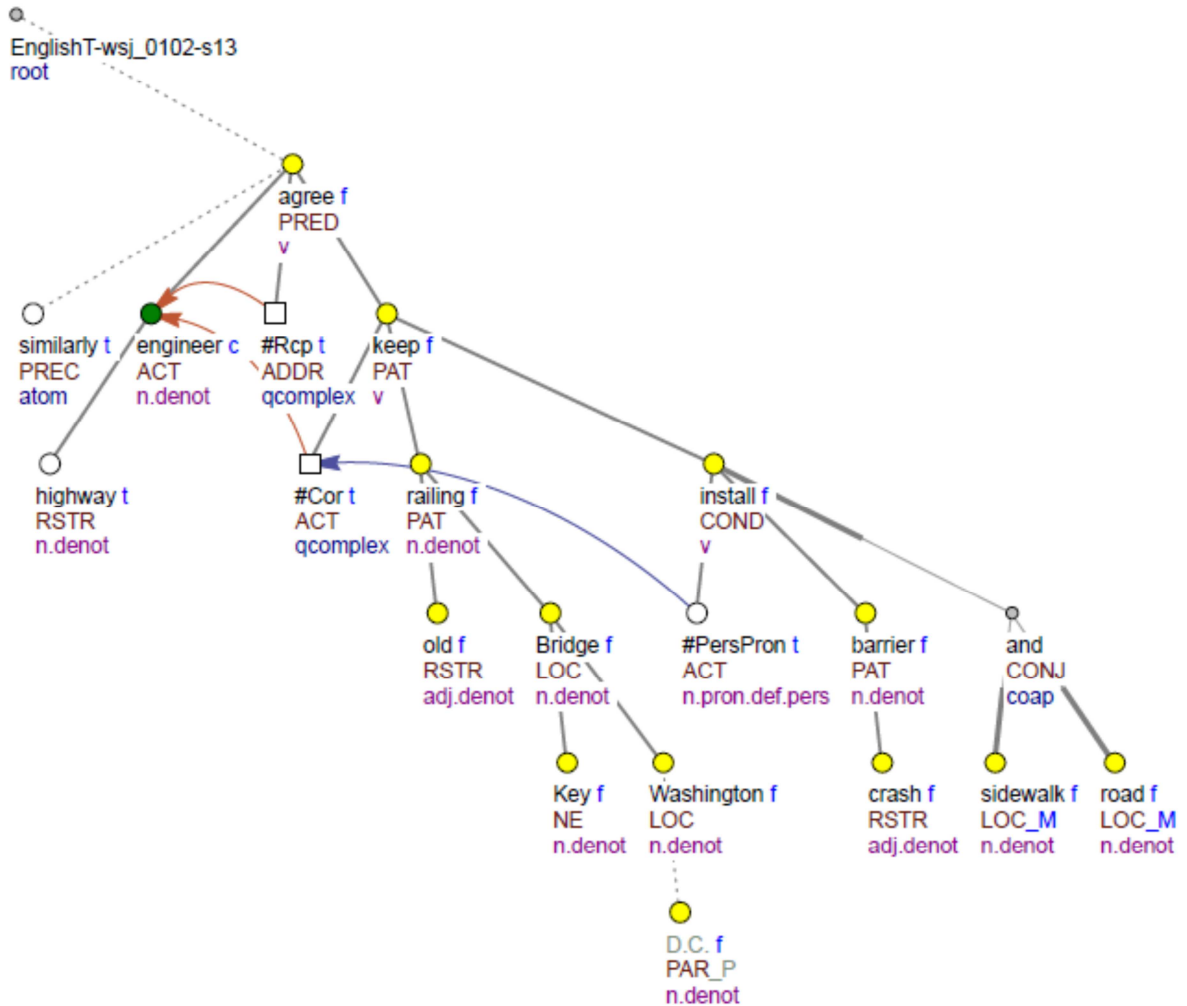 EnglishT-wsj_0102-s13
root
agree f
PRED
v
similarly t
PREC
atom
engineer c
ACT
n.denot
#Rcp t
ADDR
qcomplex
keep f
PAT
v
highway t
RSTR
n.denot
#Cor t
ACT
qcomplex
railing f
PAT
n.denot
install f
COND
v
old f
RSTR
adj.denot
Bridge f
LOC
n.denot
#PersPron t
ACT
n.pron.def.pers
barrier f
PAT
n.denot
and
CONJ
coap
Key f
NE
n.denot
Washington f
LOC
n.denot
crash f
RSTR
adj.denot
sidewalk f
LOC_M
n.denot
road f
LOC_M
n.denot
D.C. f
PAR_P
n.denot